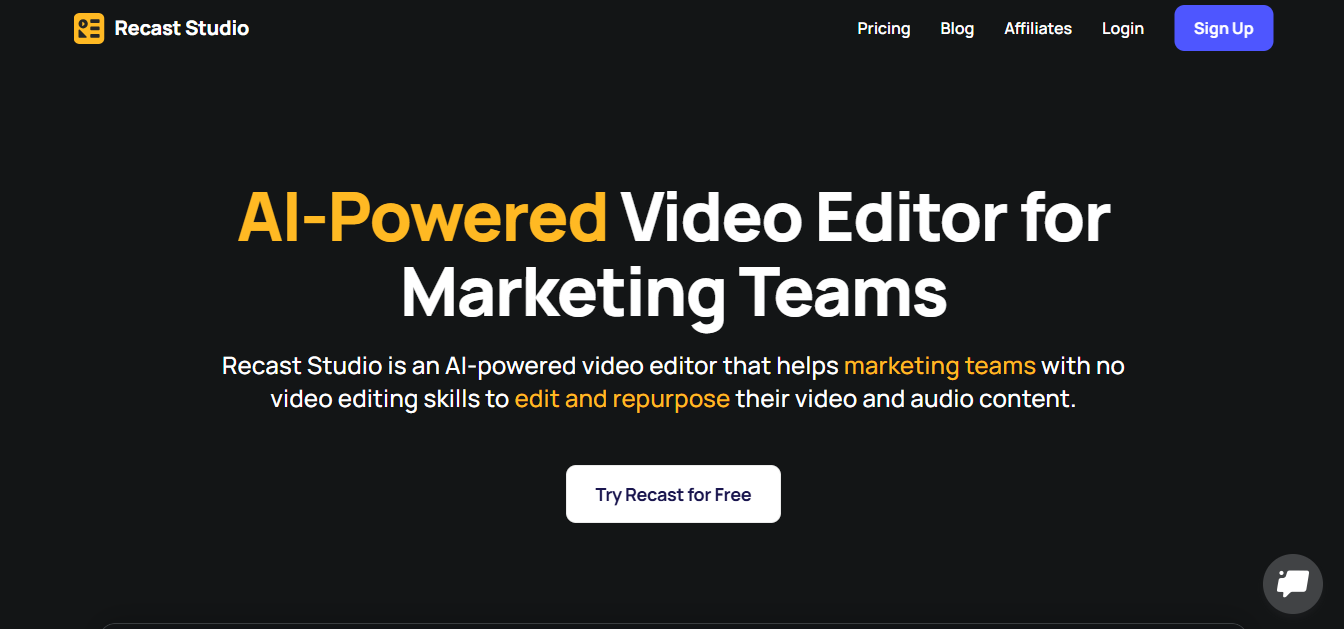 Recast Studio
Pricing
Blog
Affiliates
Login
Sign Up
AI-Powered Video Editor for
Marketing Teams
Recast Studio is an AI-powered video editor that helps marketing teams with no
video editing skills to edit and repurpose their video and audio content.
Try Recast for Free